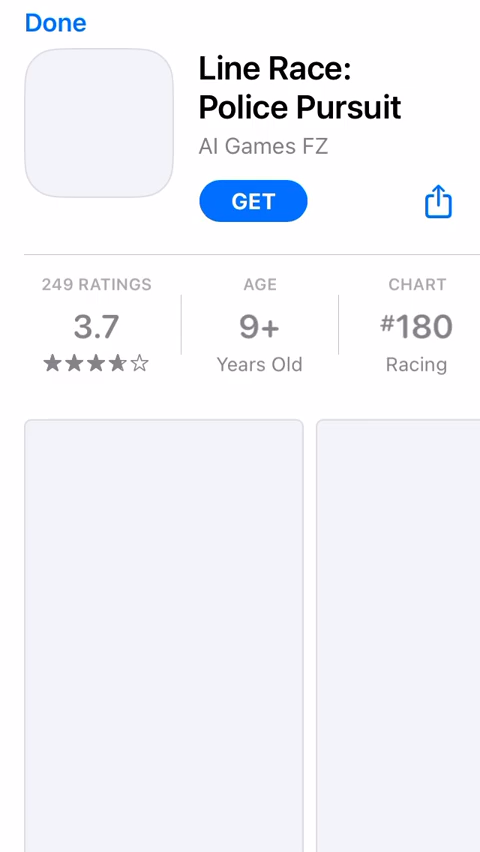 Done
Line Race:
Police Pursuit
AI Games FZ
GET
249 RATINGS
AGE
CHART
3.7
9+
#180
Years Old
Racing